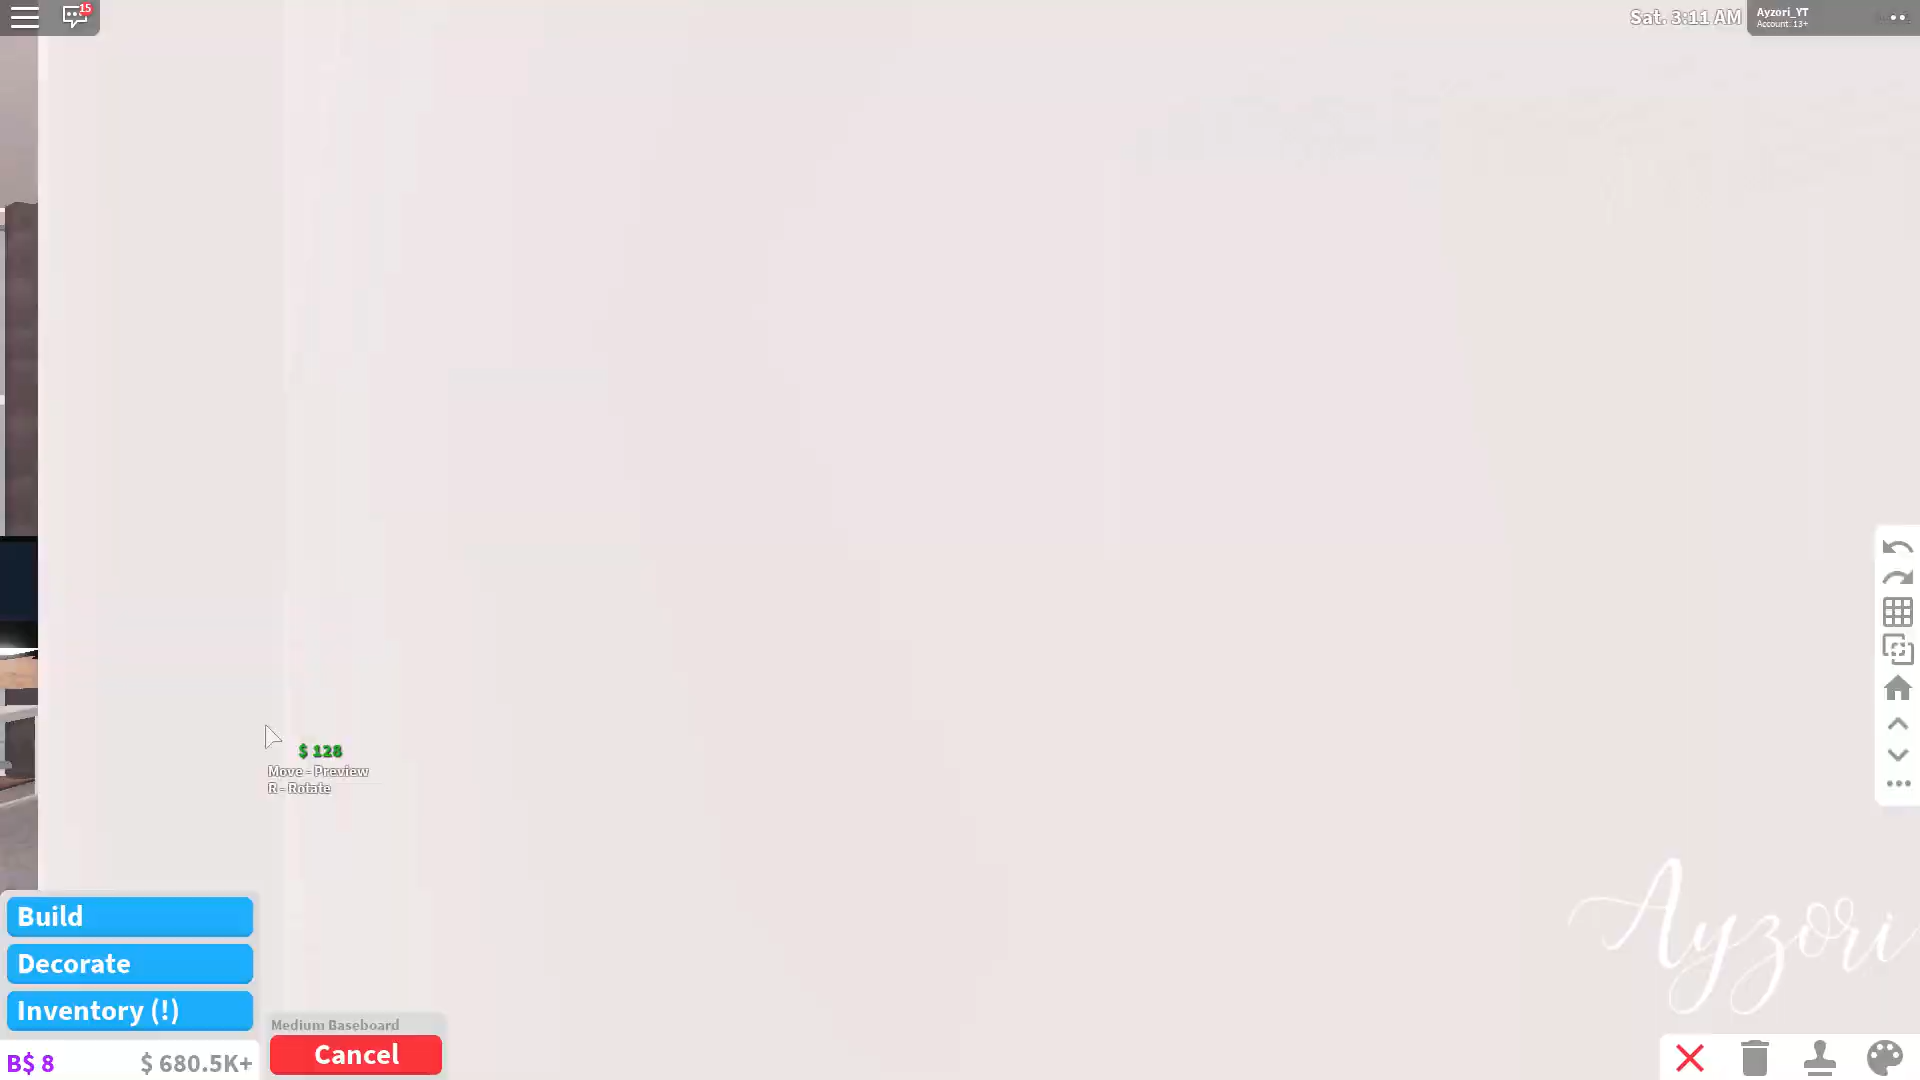 15
Sat. 3:11 AM
Ayzori_YT
Account: 13+
$ 128
Move - Preview
R - Rotate
Ayzori
Build
Decorate
Inventory (!)
Medium Baseboard
Cancel
B$ 8
$ 680.5K+